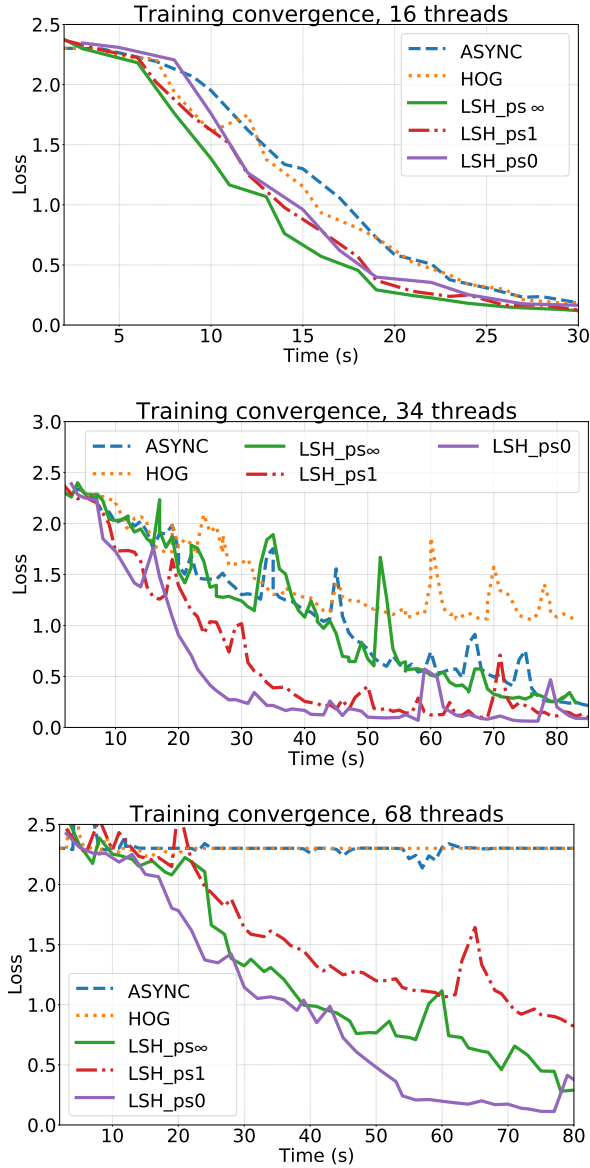 Training convergence, 16 threads
2.5
2.0
1.5
1.0
0.5
0.0
Loss
ASYNC
HOG
LSH_ps ∞
LSH_ps1
LSH_ps0
5 10 15 20 25 30
Time (s)
Training convergence, 34 threads
3.0
2.5
2.0
1.5
1.0
0.5
0.0
Loss
ASYNC LSH_ps∞ LSH_ps0
HOG LSH_ps1
10 20 30 40 50 60 70 80
Time (s)
Training convergence, 68 threads
2.5
2.0
1.5
1.0
0.5
0.0
Loss
ASYNC
HOG
LSH_ps∞
LSH_ps1
LSH_ps0
10 20 30 40 50 60 70 80
Time (s)